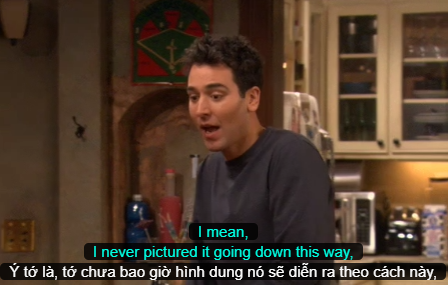 I mean,
I never pictured it going down this way,
Ý tớ là, tớ chưa bao giờ hình dung nó sẽ diễn ra theo cách này,